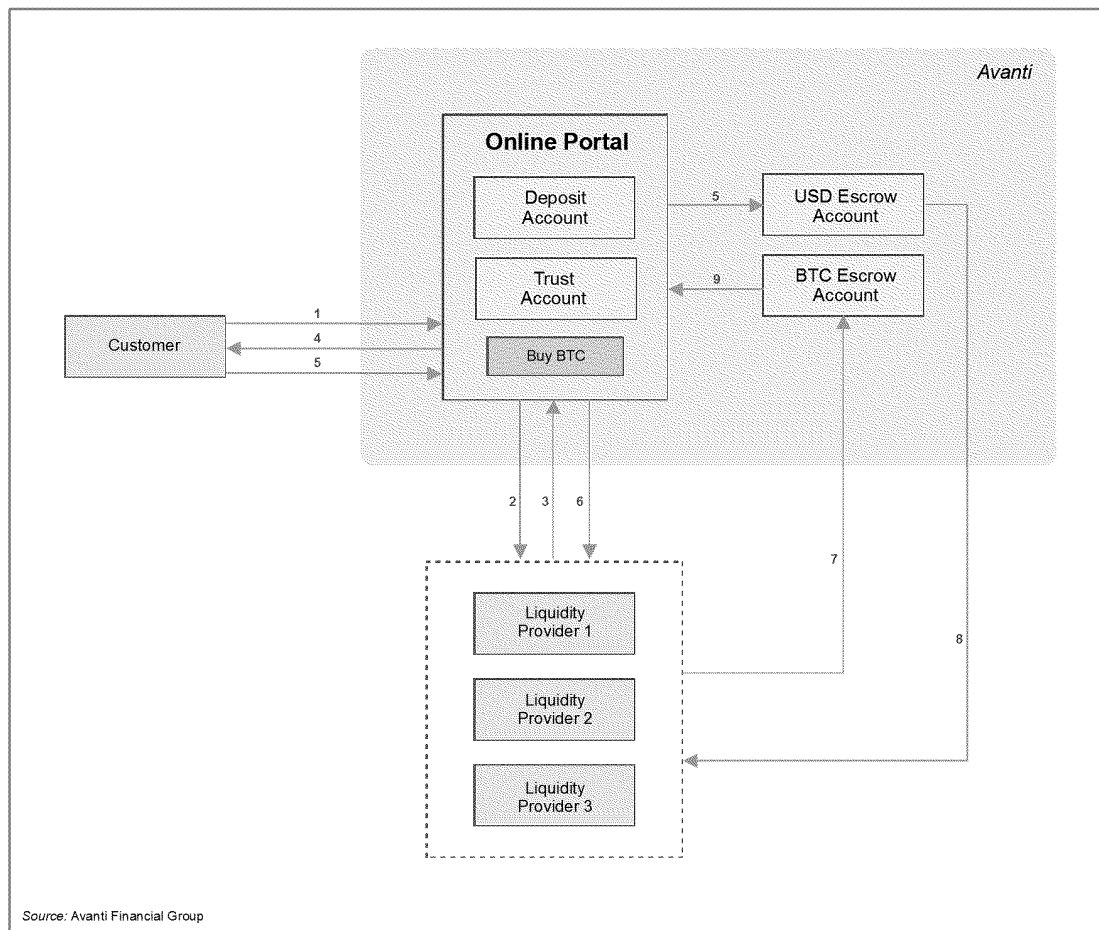 Avanti
Online Portal
Deposit
Account
5
USD Escrow
Account
Trust
Account
9
BTC Escrow
Account
1
Customer
4
Buy BTC
5
2
3
6
7
Liquidity
Provider 1
8
Liquidity
Provider 2
Liquidity
Provider 3
Source: Avanti Financial Group